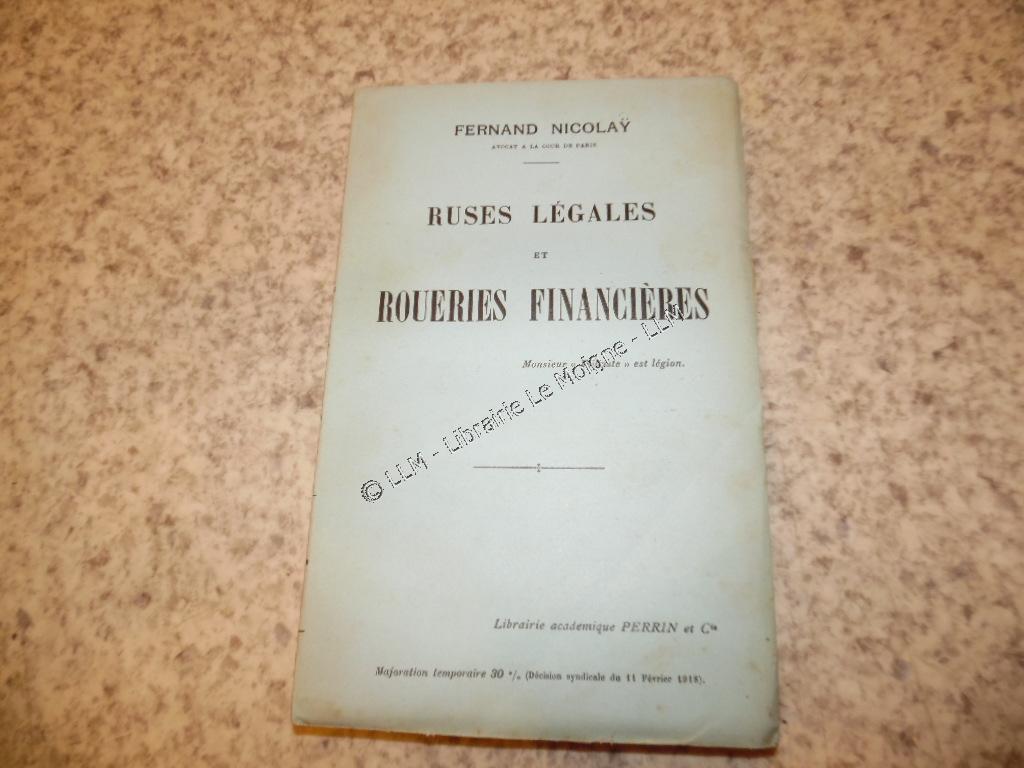 FERNAND NICOLAŸ
AVOCAT A LA COUR DE PARIS
RUSES LÉGALES
ET
ROUERIES FINANCIÈRES
Monsieur « » est légion.
© LLM - Librairie Le Moigne - LLM
Librairie academique PERRIN et Cie
Majoration temporaire 30 % (Décision syndicale du 11 Février 1918).